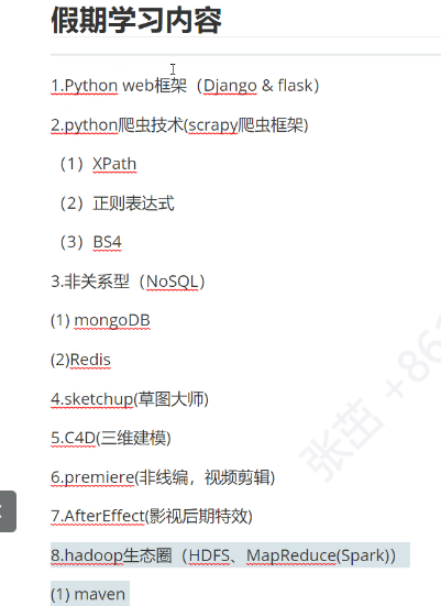 假期学习内容
1.Python web框架（Django & flask）
2.python爬虫技术(scrapy爬虫框架)
（1）XPath
（2）正则表达式
（3）BS4
3.非关系型（NoSQL）
(1) mongoDB
(2)Redis
4.sketchup(草图大师)
5.C4D(三维建模)
6.premiere(非线编，视频剪辑)
7.AfterEffect(影视后期特效)
8.hadoop生态圈（HDFS、MapReduce(Spark)）
(1) maven
张茁 +861